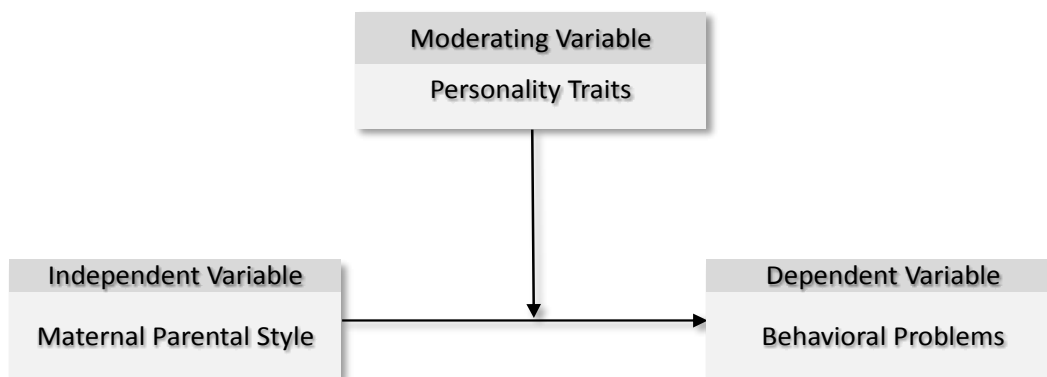 Moderating Variable
Personality Traits
Independent Variable
Maternal Parental Style
Dependent Variable
Behavioral Problems